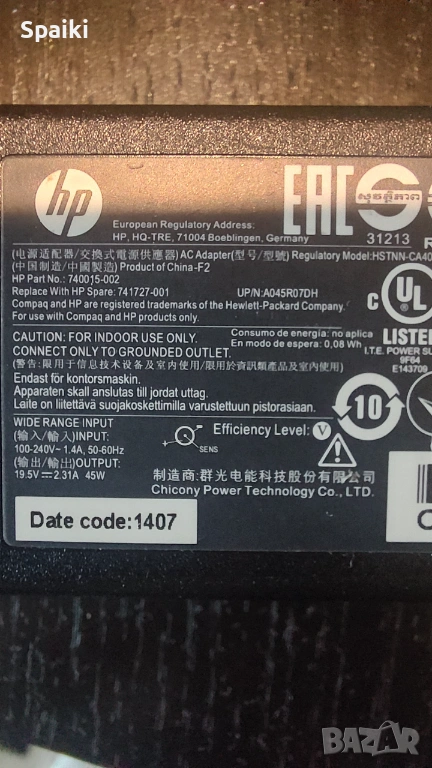 Spaiki
hp
EAC
European Regulatory Address:
HP, HQ-TRE, 71004 Boeblingen, Germany
31213
(电源适配器/交換式電源供應器) AC Adapter(型号/型號) Regulatory Model:HSTNN-CA40
(中国制造/中國製造) Product of China-F2
HP Part No.: 740015-002
Replace With HP Spare: 741727-001
UP/N:A045R07DH
Compaq and HP are registered trademarks of the Hewlett-Packard Company.
For use with Compaq and HP products only.
C UL
LISTED
I.T.E. POWER SU
9F64
E143709
CAUTION: FOR INDOOR USE ONLY.
CONNECT ONLY TO GROUNDED OUTLET.
Consumo de energia: no aplica
En modo de espera: 0,08 Wh
(警告:限用于信息技术设备及室内使用/限用於資訊類產品及室內使用)
Endast för kontorsmaskin.
Apparaten skall anslutas till jordat uttag.
Laite on liitettävä suojakoskettimilla varustettuun pistorasiaan.
10
WIDE RANGE INPUT
(输入/輸入)INPUT:
100-240V~ 1.4A, 50-60Hz
(输出/輸出)OUTPUT:
19.5V 2.31A 45W
SENS
Efficiency Level: V
制造商:群光电能科技股份有限公司
Chicony Power Technology Co., LTD.
Date code:1407
BAZAR